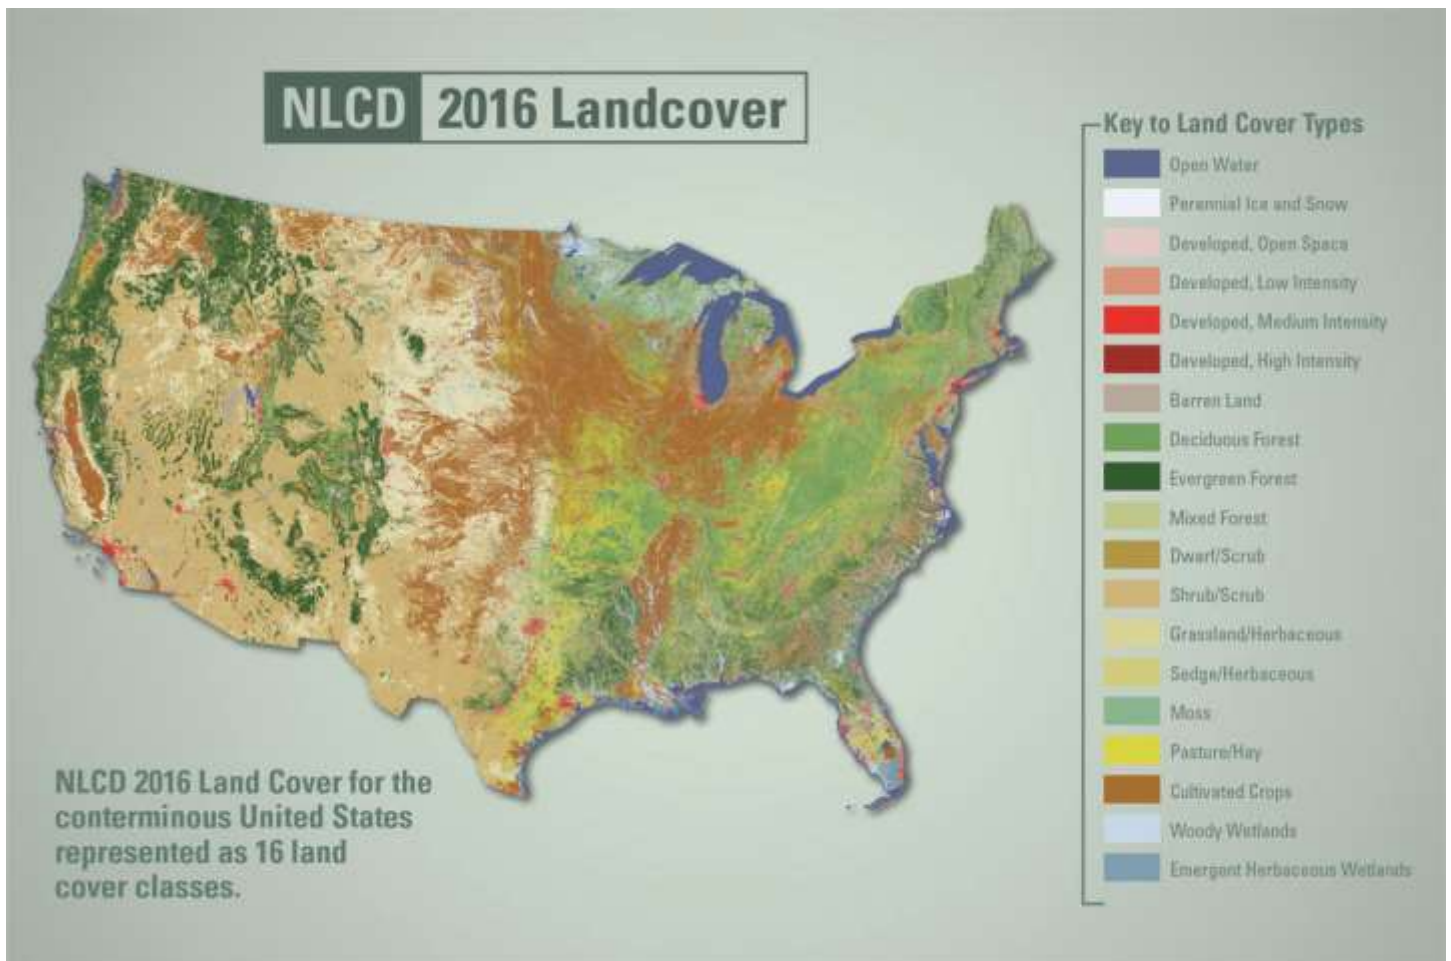 NLCD 2016 Landcover
Key to Land Cover Types
Open Water
Perennial Ice and Snow
Developed, Open Space
Developed, Low Intensity
Developed, Medium Intensity
Developed, High Intensity
Barren Land
Deciduous Forest
Evergreen Forest
Mixed Forest
Dwarf/Scrub
Shrub/Scrub
Grassland/Herbaceous
Sedge/Herbaceous
Moss
Pasture/Hay
Cultivated Crops
Woody Wetlands
Emergent Herbaceous Wetlands
NLCD 2016 Land Cover for the
conterminous United States
represented as 16 land
cover classes.